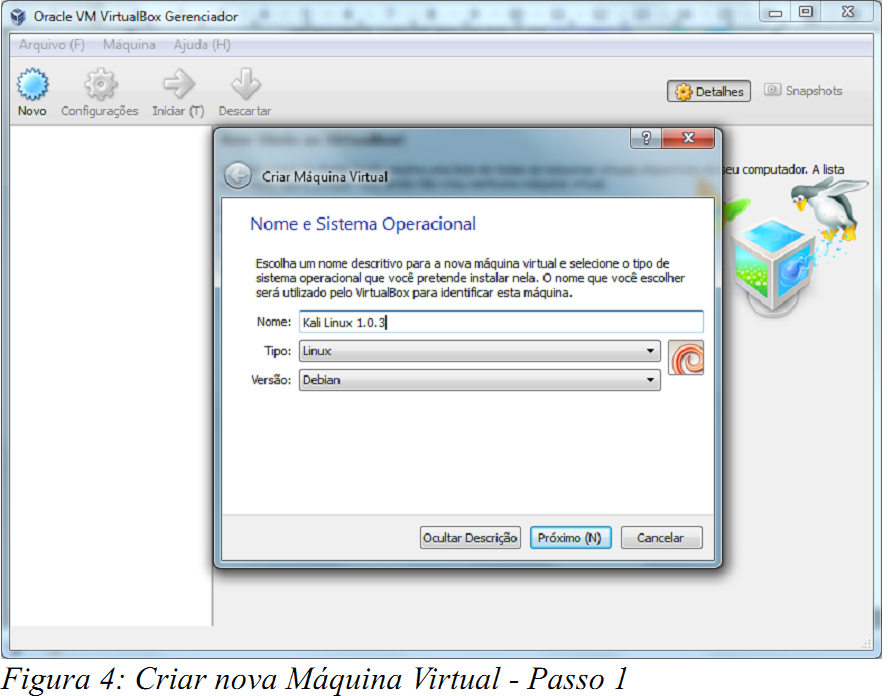 Oracle VM VirtualBox Gerenciador
Arquivo (F) Máquina Ajuda (H)
Novo Configurações Iniciar (T) Descartar
Detalhes Snapshots
seu computador. A lista
Criar Máquina Virtual
Nome e Sistema Operacional
Escolha um nome descritivo para a nova máquina virtual e selecione o tipo de
sistema operacional que você pretende instalar nela. O nome que você escolher
será utilizado pelo VirtualBox para identificar esta máquina.
Nome: Kali Linux 1.0.3
Tipo: Linux
Versão: Debian
Ocultar Descrição Próximo (N) Cancelar
Figura 4: Criar nova Máquina Virtual - Passo 1